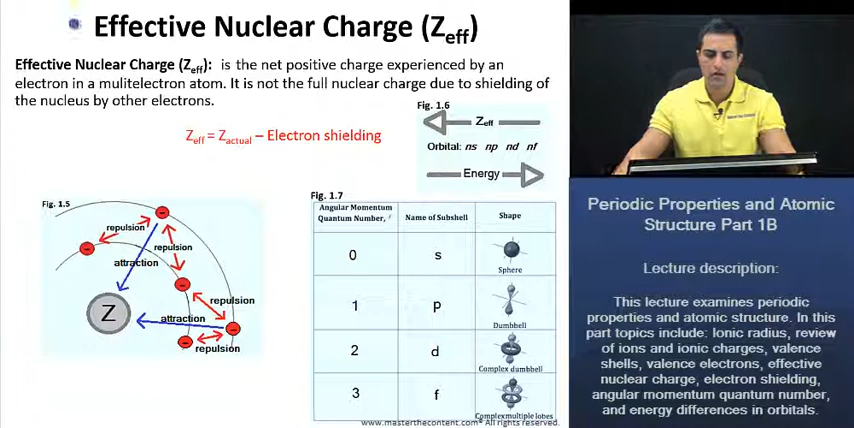 Effective Nuclear Charge (Zeff)
Effective Nuclear Charge (Zeff): is the net positive charge experienced by an
electron in a mulitelectron atom. It is not the full nuclear charge due to shielding of
the nucleus by other electrons.
Zeff = Zactual – Electron shielding
Fig. 1.6
Zeff
Orbital: ns np nd nf
Energy
Fig. 1.5
repulsion
repulsion
attraction
repulsion
attraction
repulsion
Z
Fig. 1.7
Angular Momentum
Quantum Number, ℓ
Name of Subshell
Shape
0
s
Sphere
1
p
Dumbbell
2
d
Complex dumbbell
3
f
Complex multiple lobes
www.masterthecontent.com® All rights reserved.
Periodic Properties and Atomic
Structure Part 1B
Lecture description:
This lecture examines periodic
properties and atomic structure. In this
part topics include: Ionic radius, review
of ions and ionic charges, valence
shells, valence electrons, effective
nuclear charge, electron shielding,
angular momentum quantum number,
and energy differences in orbitals.